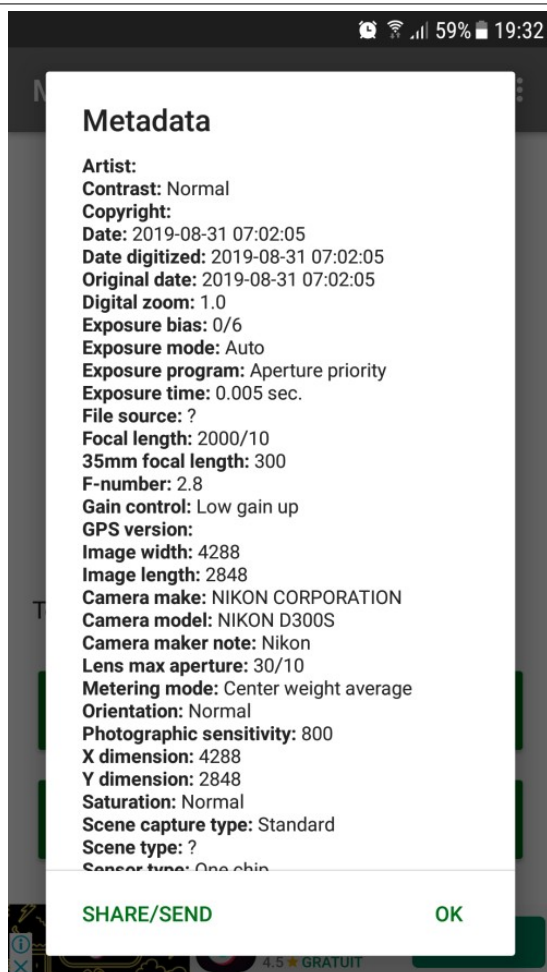 59% 19:32
Metadata
Artist:
Contrast: Normal
Copyright:
Date: 2019-08-31 07:02:05
Date digitized: 2019-08-31 07:02:05
Original date: 2019-08-31 07:02:05
Digital zoom: 1.0
Exposure bias: 0/6
Exposure mode: Auto
Exposure program: Aperture priority
Exposure time: 0.005 sec.
File source: ?
Focal length: 2000/10
35mm focal length: 300
F-number: 2.8
Gain control: Low gain up
GPS version:
Image width: 4288
Image length: 2848
Camera make: NIKON CORPORATION
Camera model: NIKON D300S
Camera maker note: Nikon
Lens max aperture: 30/10
Metering mode: Center weight average
Orientation: Normal
Photographic sensitivity: 800
X dimension: 4288
Y dimension: 2848
Saturation: Normal
Scene capture type: Standard
Scene type: ?
Sensor type: One chip
SHARE/SEND OK
4.5★GRATUIT